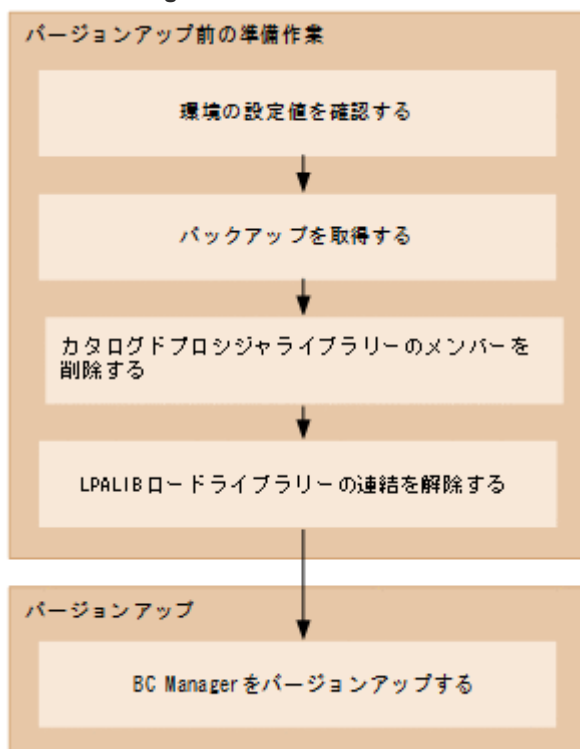 バージョンアップ前の準備作業
環境の設定値を確認する
バックアップを取得する
カタログドプロシジャライブラリーのメンバーを
削除する
LPALIBロードライブラリーの連結を解除する
バージョンアップ
BC Managerをバージョンアップする